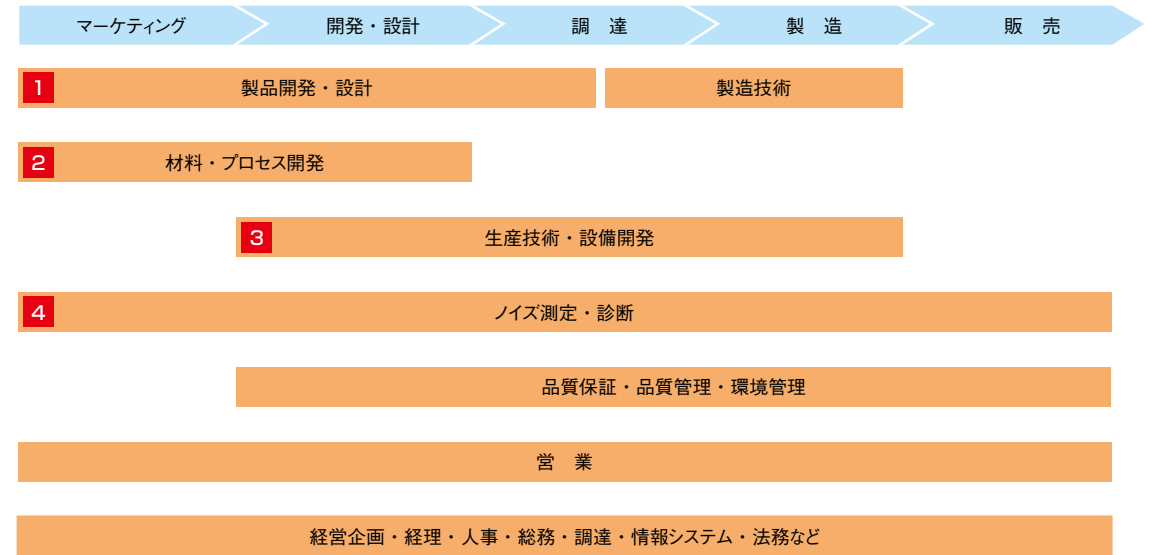 マーケティング 開発・設計 調 達 製 造 販 売
1 製品開発・設計 製造技術
2 材料・プロセス開発
3 生産技術・設備開発
4 ノイズ測定・診断
品質保証・品質管理・環境管理
営 業
経営企画・経理・人事・総務・調達・情報システム・法務など